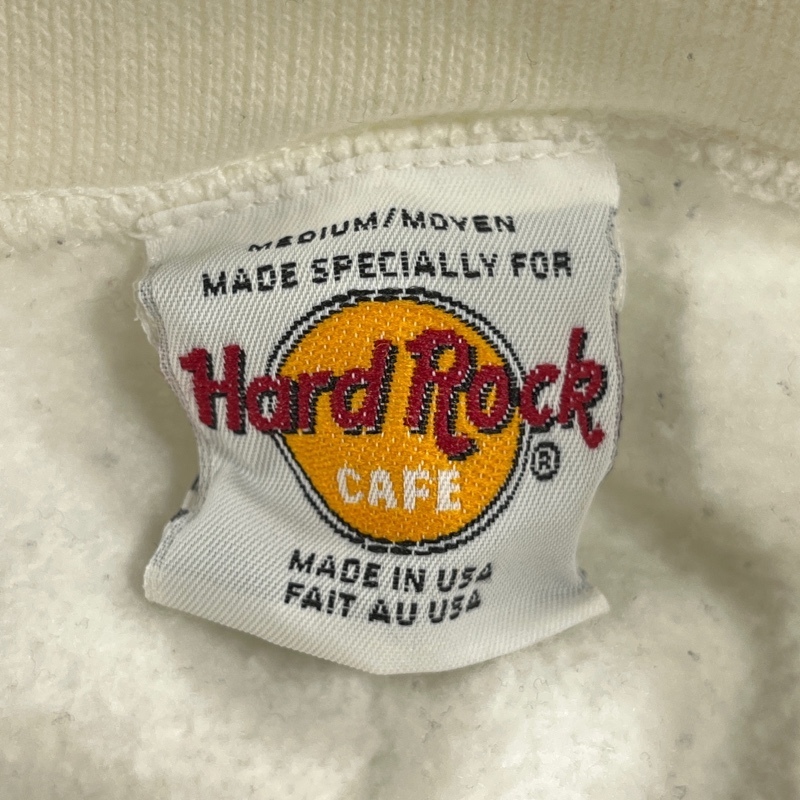 MEDIUM/MOYEN
MADE SPECIALLY FOR
Hard Rock
CAFE
®
MADE IN USA
FAIT AU USA